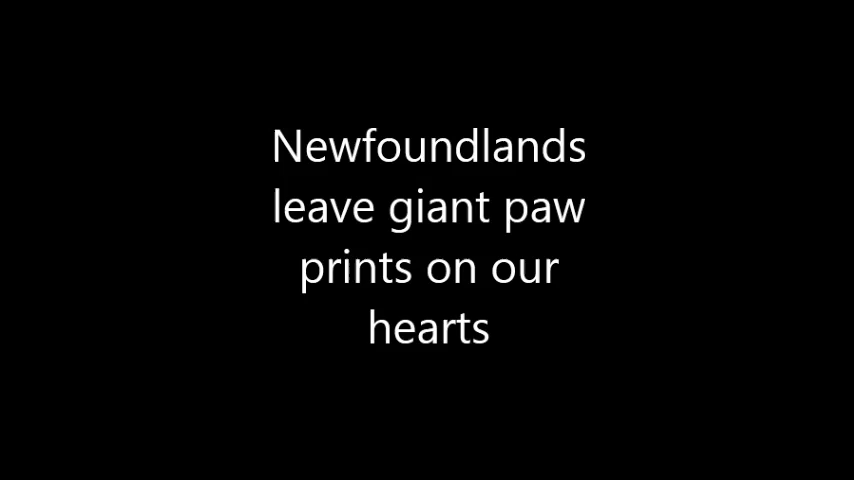 Newfoundlands
leave giant paw
prints on our
hearts